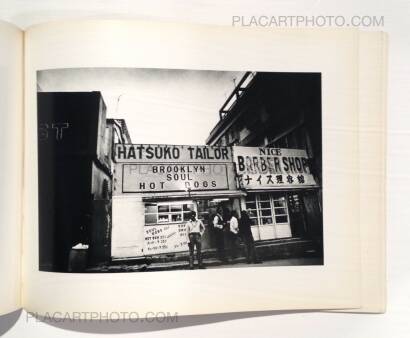 PLACARTPHOTO.COM
ST
HATSUKO TAILOR
BROOKLYN
SOUL
HOT DOGS
NICE
BARBER SHOP
ナイス理容館
PLACARTPHOTO.COM